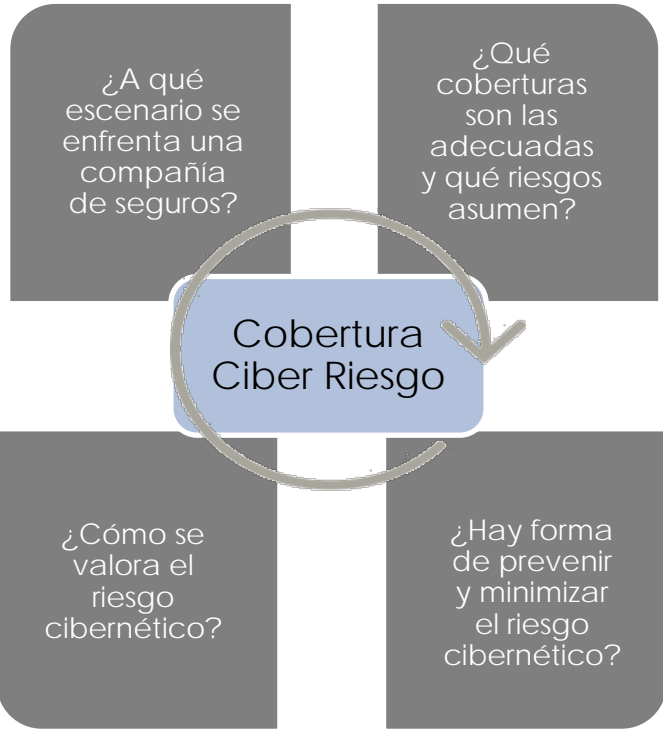 ¿A qué
escenario se
enfrenta una
compañía
de seguros?
¿Qué
coberturas
son las
adecuadas
y qué riesgos
asumen?
Cobertura
Ciber Riesgo
¿Cómo se
valora el
riesgo
cibernético?
¿Hay forma
de prevenir
y minimizar
el riesgo
cibernético?